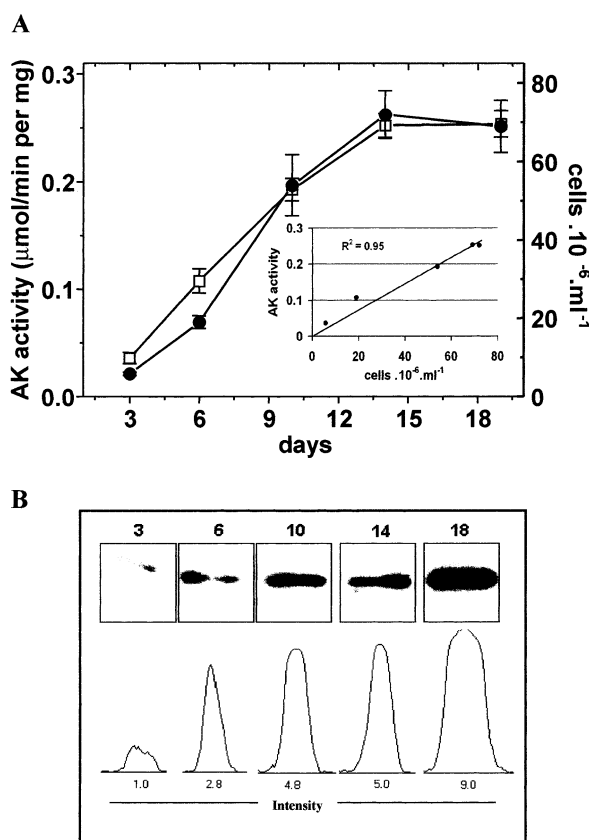 A
AK activity (µmol/min per mg)
0.3
0.2
0.1
0.0
80
60
40
20
0
cells .10⁻⁶.ml⁻¹
3 6 10 12 14 15 18
days
AK activity
0.3
0.2
0.1
0
R² = 0.95
0 20 40 60 80
cells .10⁻⁶.ml⁻¹
B
3 6 10 14 18
1.0 2.8 4.8 5.0 9.0
Intensity